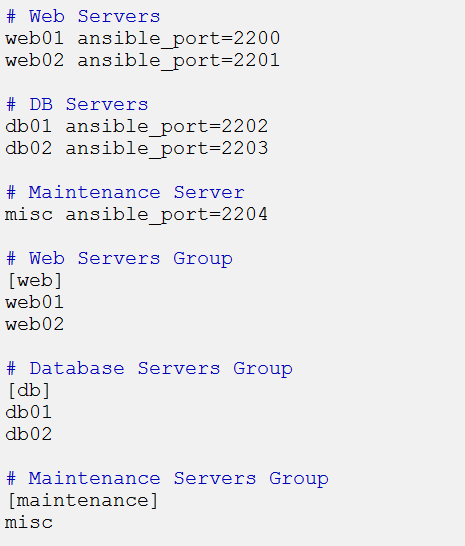 # Web Servers
web01 ansible_port=2200
web02 ansible_port=2201
# DB Servers
db01 ansible_port=2202
db02 ansible_port=2203
# Maintenance Server
misc ansible_port=2204
# Web Servers Group
[web]
web01
web02
# Database Servers Group
[db]
db01
db02
# Maintenance Servers Group
[maintenance]
misc